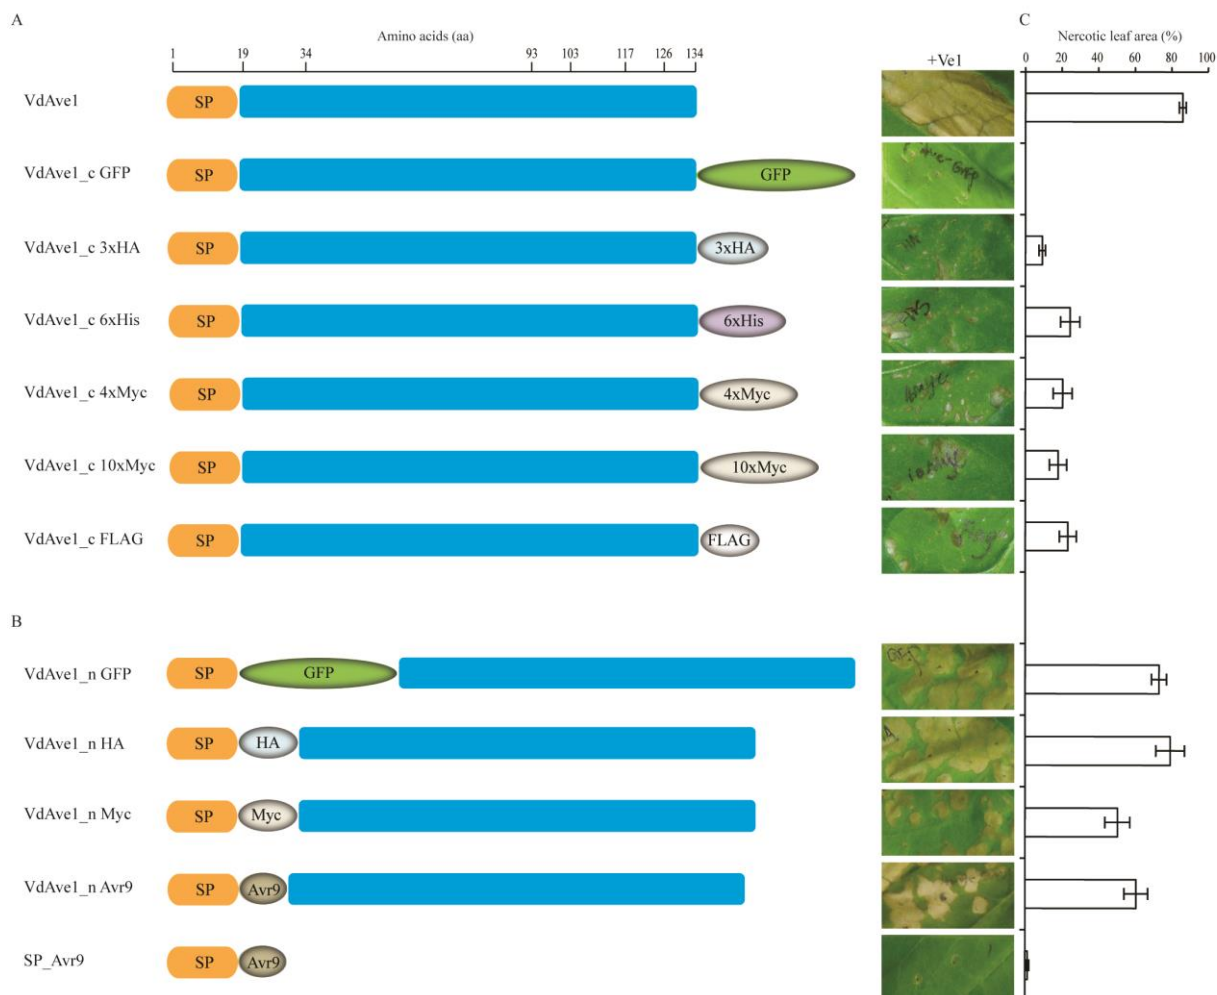 A
C
Amino acids (aa)
Nercotic leaf area (%)
1 19 34 93 103 117 126 134
+Ve1
0 20 40 60 80 100
VdAve1 SP
VdAve1_c GFP SP GFP
VdAve1_c 3xHA SP 3xHA
VdAve1_c 6xHis SP 6xHis
VdAve1_c 4xMyc SP 4xMyc
VdAve1_c 10xMyc SP 10xMyc
VdAve1_c FLAG SP FLAG
B
VdAve1_n GFP SP GFP
VdAve1_n HA SP HA
VdAve1_n Myc SP Myc
VdAve1_n Avr9 SP Avr9
SP_Avr9 SP Avr9